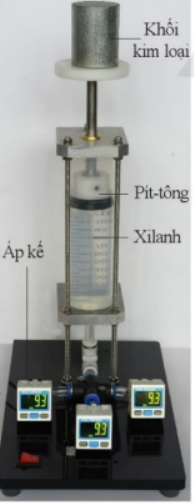 Khối
kim loại
Pít-tông
Xilanh
Áp kế
93
93
93